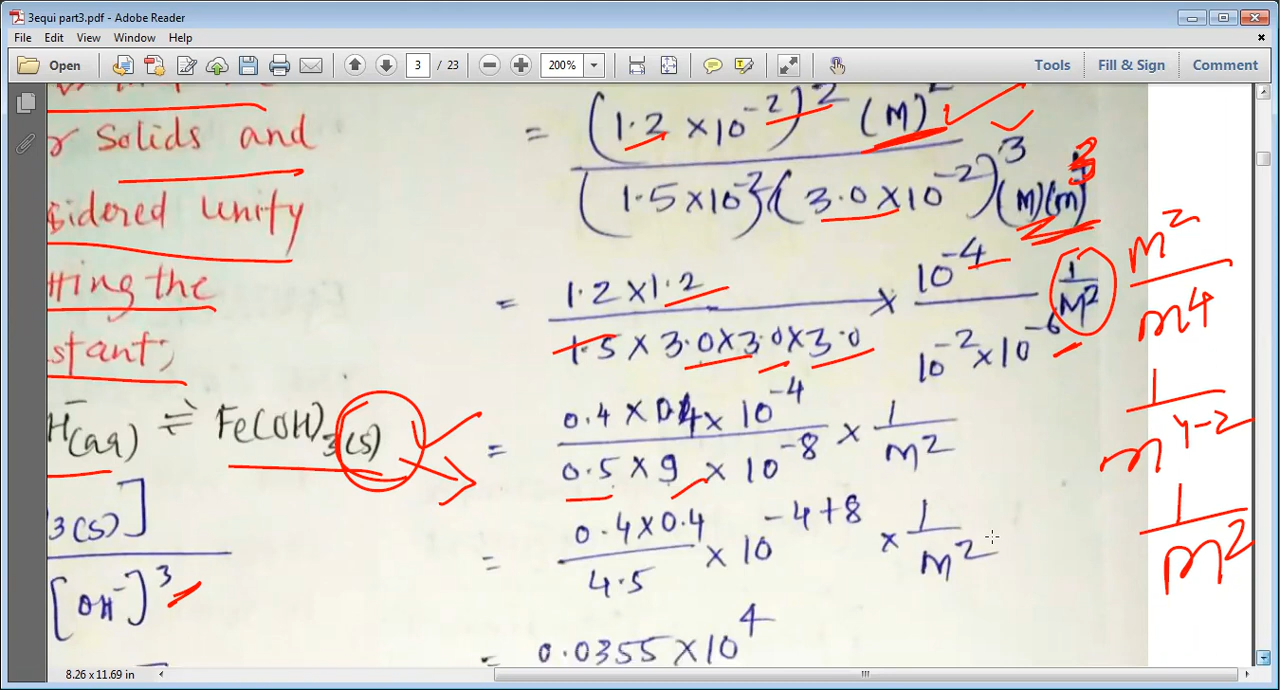 3equi part3.pdf - Adobe Reader
File Edit View Window Help
Open 3 / 23 200% Tools Fill & Sign Comment
solids and
sidered unity
tting the
stant;
H⁻(aq) ⇌ Fe(OH)₃(s)
3(s)]
[OH⁻]³
= (1.2 × 10⁻²)² (M)²
(1.5 × 10⁻²)(3.0 × 10⁻²)³ (M)(M)³
= 1.2 × 1.2 × 10⁻⁴ 1
1.5 × 3.0 × 3.0 × 3.0 10⁻² × 10⁻⁶ M²
= 0.4 × 0.4 × 10⁻⁴ × 1
0.5 × 9 × 10⁻⁸ M²
= 0.4 × 0.4 × 10⁻⁴⁺⁸ × 1
4.5 M²
= 0.0355 × 10⁴
M²
M⁴
1
M⁴⁻²
1
M²
8.26 x 11.69 in